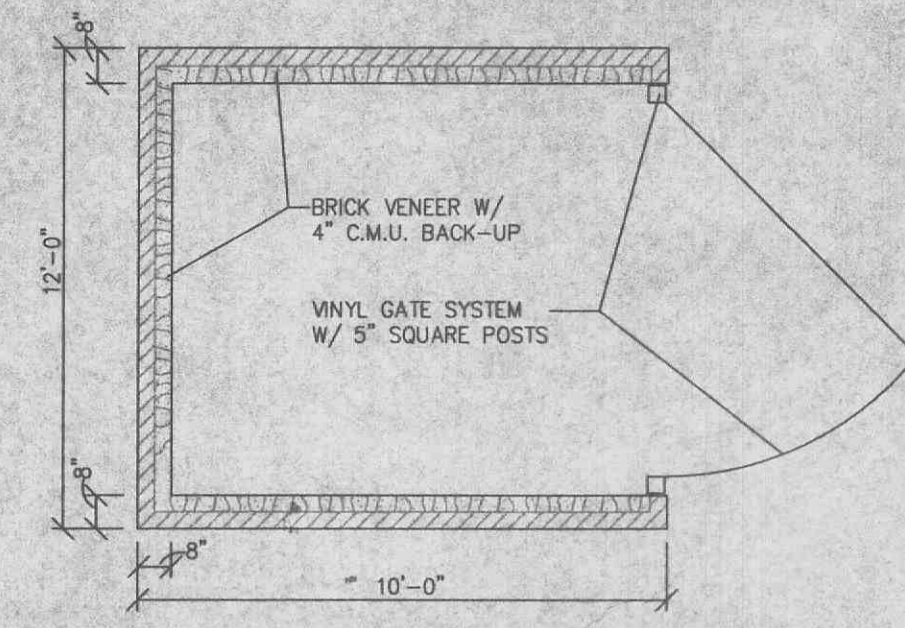 8"
12'-0"
BRICK VENEER W/
4" C.M.U. BACK-UP
VINYL GATE SYSTEM
W/ 5" SQUARE POSTS
8"
8"
10'-0"